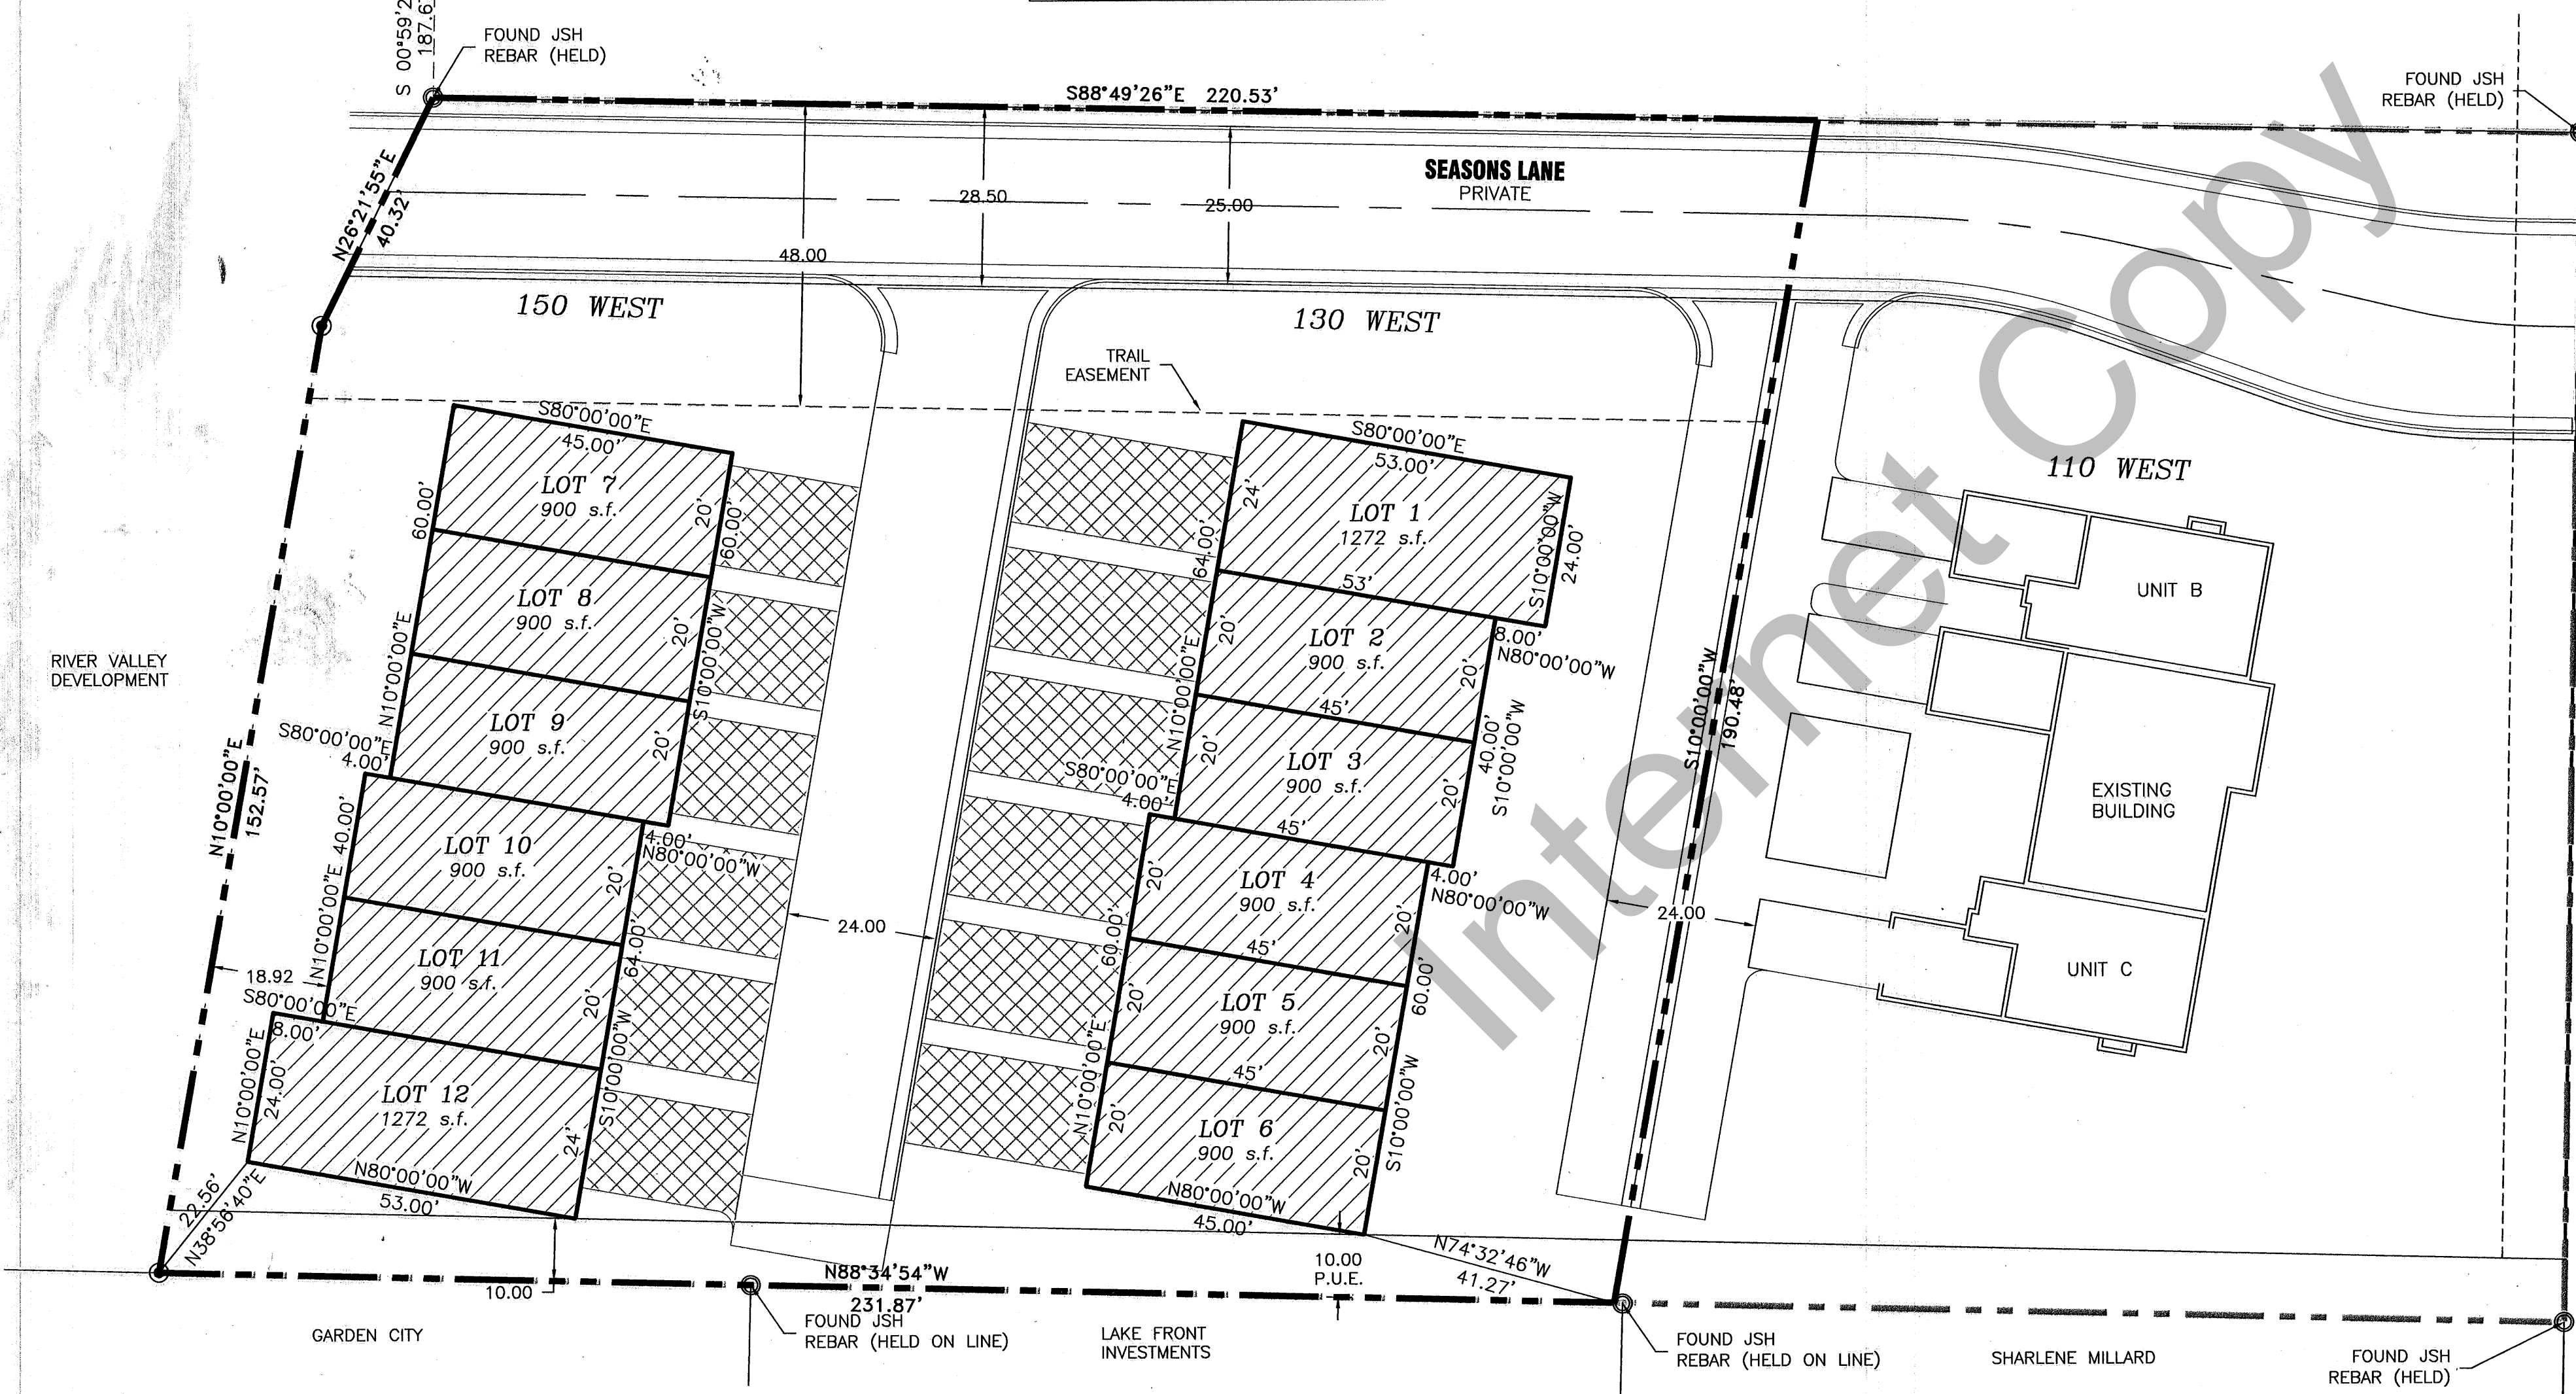 S 00°59'2
187.6
FOUND JSH
REBAR (HELD)
S88°49'26"E 220.53'
FOUND JSH
REBAR (HELD)
N26°21'55"E
40.32'
SEASONS LANE
PRIVATE
48.00
28.50
25.00
150 WEST
130 WEST
110 WEST
TRAIL
EASEMENT
RIVER VALLEY
DEVELOPMENT
N10°00'00"E
152.57'
S80°00'00"E
45.00'
LOT 7
900 s.f.
20'
60.00'
60.00'
LOT 8
900 s.f.
20'
N10°00'00"E
S10°00'00"W
LOT 9
900 s.f.
20'
S80°00'00"E
4.00'
LOT 10
900 s.f.
20'
40.00'
N10°00'00"E
4.00'
N80°00'00"W
LOT 11
900 s.f.
20'
64.00'
18.92
S80°00'00"E
8.00'
LOT 12
1272 s.f.
24'
N10°00'00"E
24.00'
S10°00'00"W
N80°00'00"W
53.00'
22.56'
N38°56'40"E
24.00
S80°00'00"E
53.00'
LOT 1
1272 s.f.
24'
64.00'
S10°00'00"W
24.00'
53'
LOT 2
900 s.f.
20'
20'
8.00'
N80°00'00"W
N10°00'00"E
45'
LOT 3
900 s.f.
20'
20'
40.00'
S10°00'00"W
S80°00'00"E
4.00'
45'
LOT 4
900 s.f.
20'
20'
4.00'
N80°00'00"W
60.00'
45'
LOT 5
900 s.f.
20'
20'
60.00'
N10°00'00"E
45'
LOT 6
900 s.f.
20'
20'
S10°00'00"W
N80°00'00"W
45.00'
S10°00'00"W
190.48'
24.00
UNIT B
EXISTING
BUILDING
UNIT C
Internet Copy
N74°32'46"W
41.27'
10.00
P.U.E.
10.00
N88°34'54"W
231.87'
FOUND JSH
REBAR (HELD ON LINE)
GARDEN CITY
LAKE FRONT
INVESTMENTS
FOUND JSH
REBAR (HELD ON LINE)
SHARLENE MILLARD
FOUND JSH
REBAR (HELD)